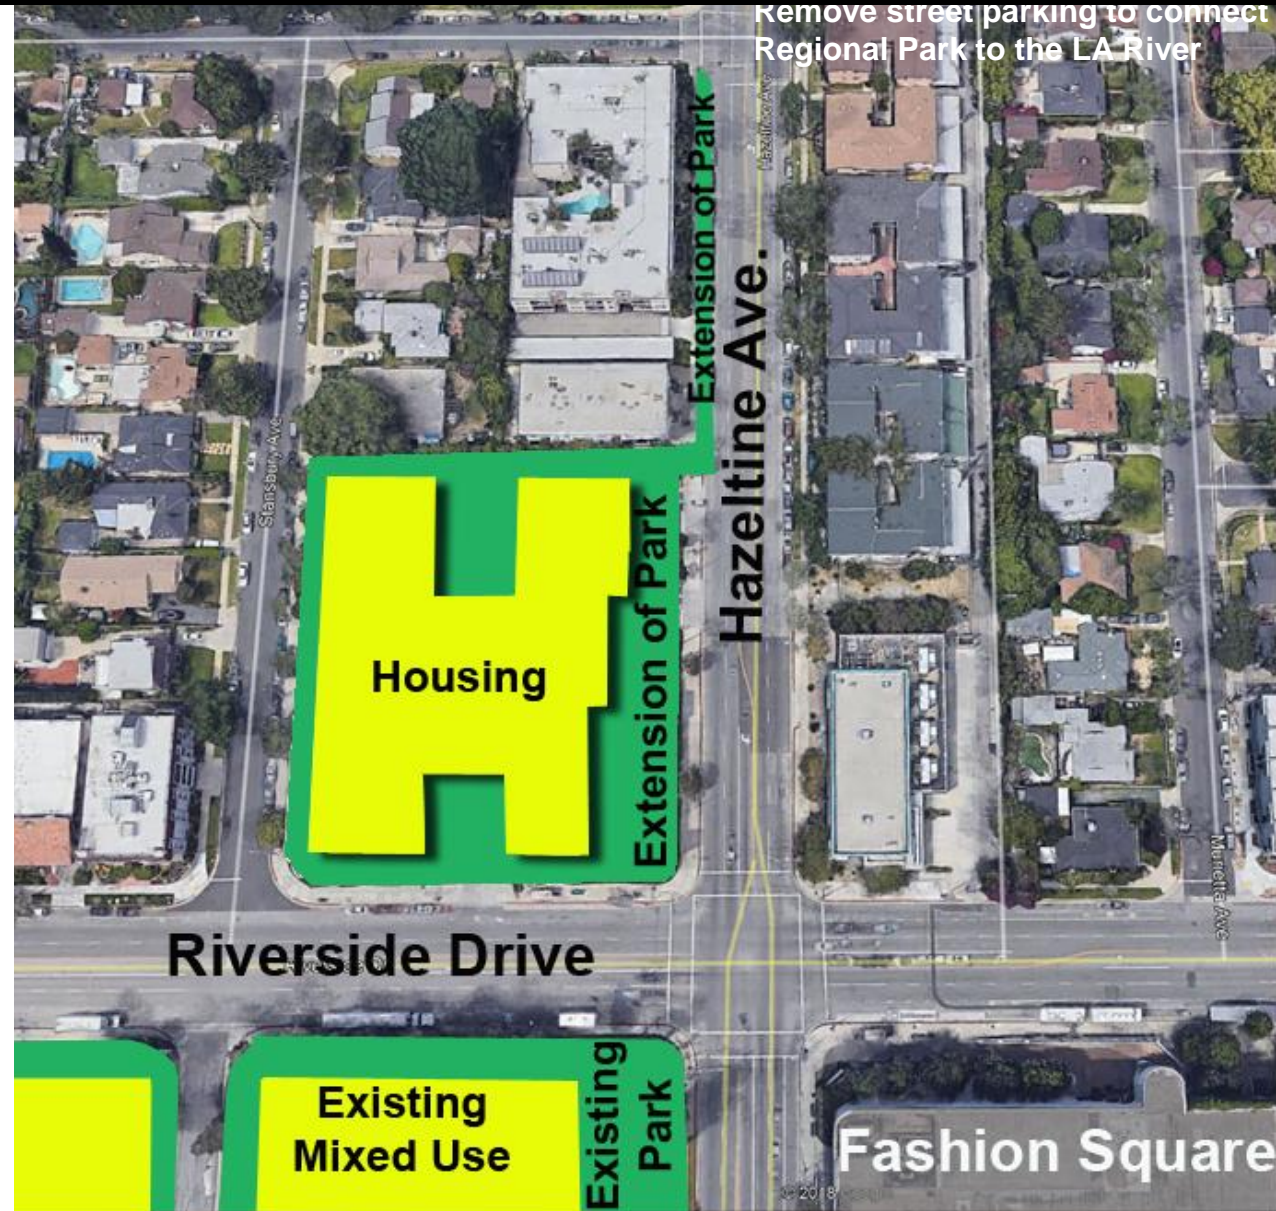 Remove street parking to connect
Regional Park to the LA River
Hazeltine Ave
Extension of Park
Hazeltine Ave.
Stansbury Ave
Extension of Park
Housing
Murietta Ave
Riverside Drive
Existing
Mixed Use
Existing
Park
Fashion Square
© 2018